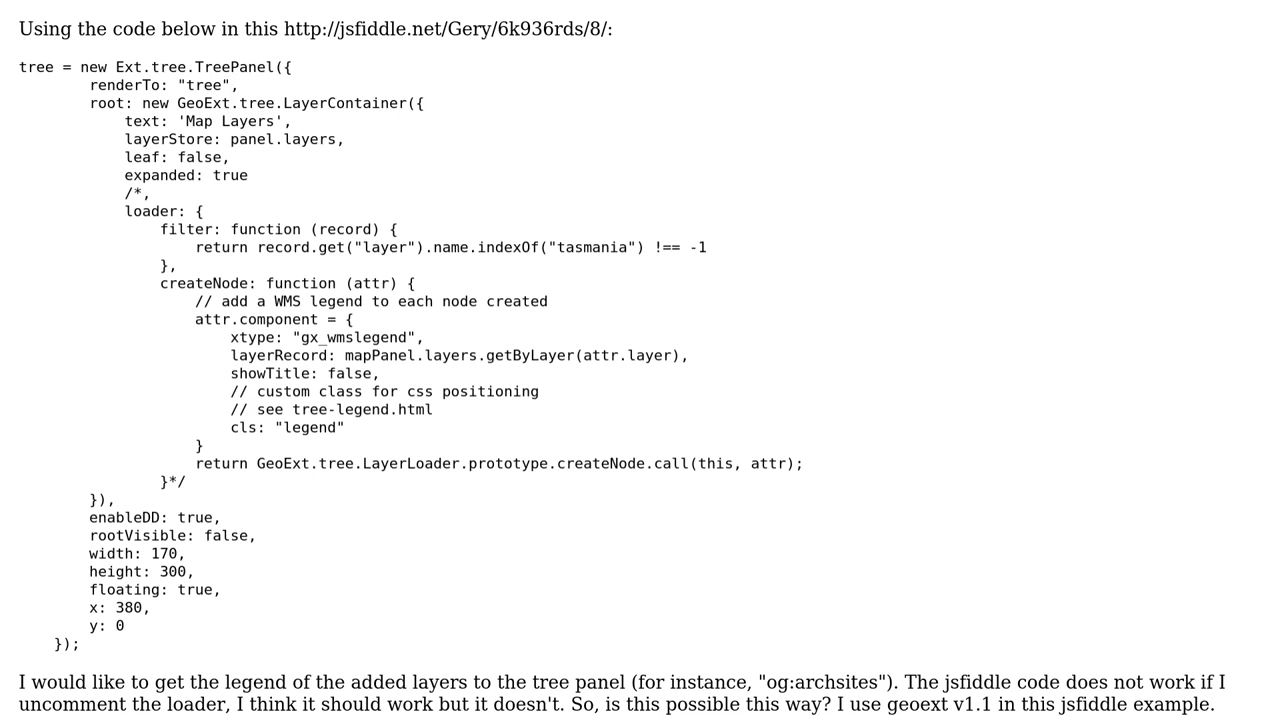 Using the code below in this http://jsfiddle.net/Gery/6k936rds/8/:
tree = new Ext.tree.TreePanel({
        renderTo: "tree",
        root: new GeoExt.tree.LayerContainer({
            text: 'Map Layers',
            layerStore: panel.layers,
            leaf: false,
            expanded: true
            /*,
            loader: {
                filter: function (record) {
                    return record.get("layer").name.indexOf("tasmania") !== -1
                },
                createNode: function (attr) {
                    // add a WMS legend to each node created
                    attr.component = {
                        xtype: "gx_wmslegend",
                        layerRecord: mapPanel.layers.getByLayer(attr.layer),
                        showTitle: false,
                        // custom class for css positioning
                        // see tree-legend.html
                        cls: "legend"
                    }
                    return GeoExt.tree.LayerLoader.prototype.createNode.call(this, attr);
                }*/
        }),
        enableDD: true,
        rootVisible: false,
        width: 170,
        height: 300,
        floating: true,
        x: 380,
        y: 0
    });
I would like to get the legend of the added layers to the tree panel (for instance, "og:archsites"). The jsfiddle code does not work if I
uncomment the loader, I think it should work but it doesn't. So, is this possible this way? I use geoext v1.1 in this jsfiddle example.